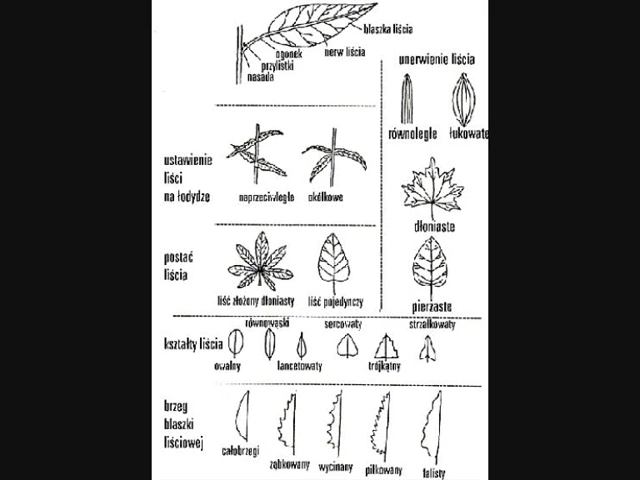 blaszka liścia
nerw liścia
ogonek
przylistki
nasada
unerwienie liścia
równoległe
łukowate
ustawienie
liści
na łodydze
naprzeciwległe
okółkowe
dłoniaste
postać
liścia
liść złożony dłoniasty
liść pojedynczy
pierzaste
kształty liścia
równowąski
sercowaty
strzałkowaty
owalny
lancetowaty
trójkątny
brzeg
blaszki
liściowej
całobrzegi
ząbkowany
wycinany
piłkowany
falisty